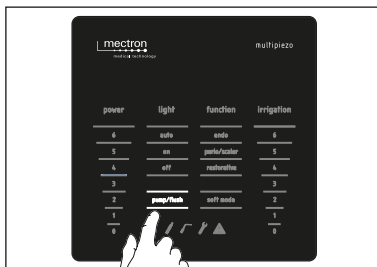 mectron
medical technology
multipiezo
power light function irrigation
6 auto endo 6
5 on perio/scaler 5
4 off restorative 4
3 3
2 pump/flush soft mode 2
1 1
0 0